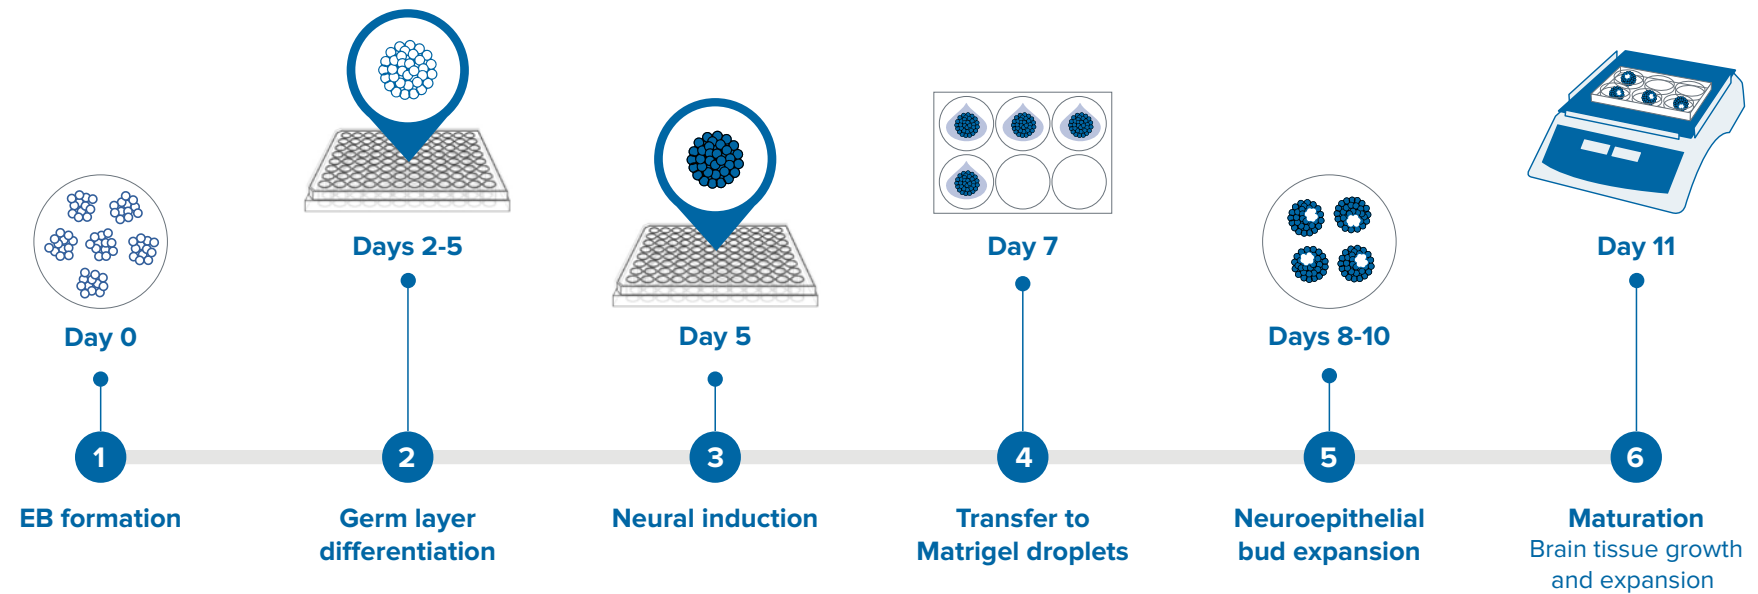 Day 0
1
EB formation
Days 2-5
2
Germ layer
differentiation
Day 5
3
Neural induction
Day 7
4
Transfer to
Matrigel droplets
Days 8-10
5
Neuroepithelial
bud expansion
Day 11
6
Maturation
Brain tissue growth
and expansion